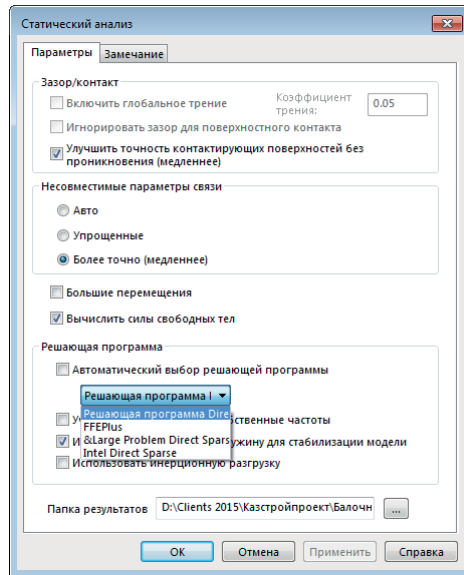 Статический анализ
Параметры
Замечание
Зазор/контакт
Включить глобальное трение
Коэффициент
трения:
0.05
Игнорировать зазор для поверхностного контакта
Улучшить точность контактирующих поверхностей без
проникновения (медленнее)
Несовместимые параметры связи
Авто
Упрощенные
Более точно (медленнее)
Большие перемещения
Вычислить силы свободных тел
Решающая программа
Автоматический выбор решающей программы
Решающая программа
Решающая программа Dire
FFEPlus
&Large Problem Direct Spars
Intel Direct Sparse
частоты
для стабилизации модели
Использовать инерционную разгрузку
Папка результатов
D:\Clients 2015\Казстройпроект\Балочн
...
ОК
Отмена
Применить
Справка